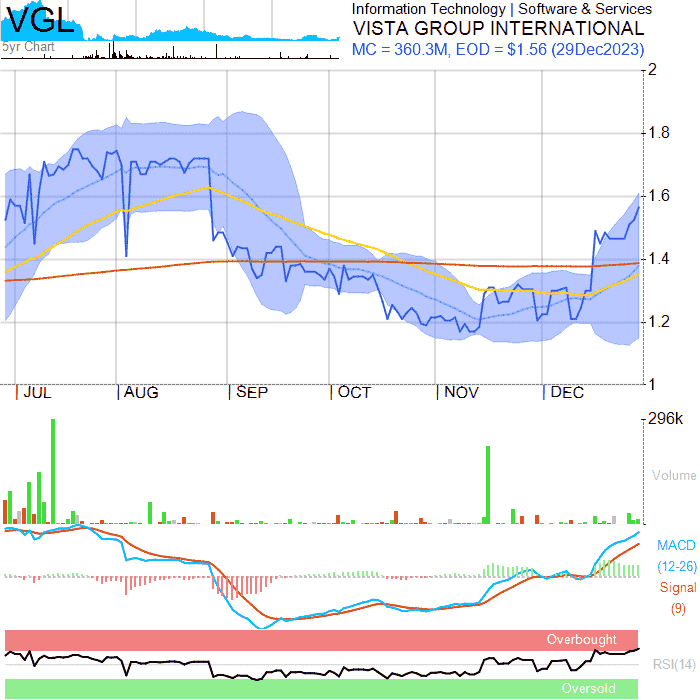 VGL
5yr Chart
Information Technology | Software & Services
VISTA GROUP INTERNATIONAL
MC = 360.3M, EOD = $1.56 (29Dec2023)
2
1.8
1.6
1.4
1.2
1
JUL AUG SEP OCT NOV DEC
296k
Volume
MACD
(12-26)
Signal
(9)
Overbought
RSI(14)
Oversold